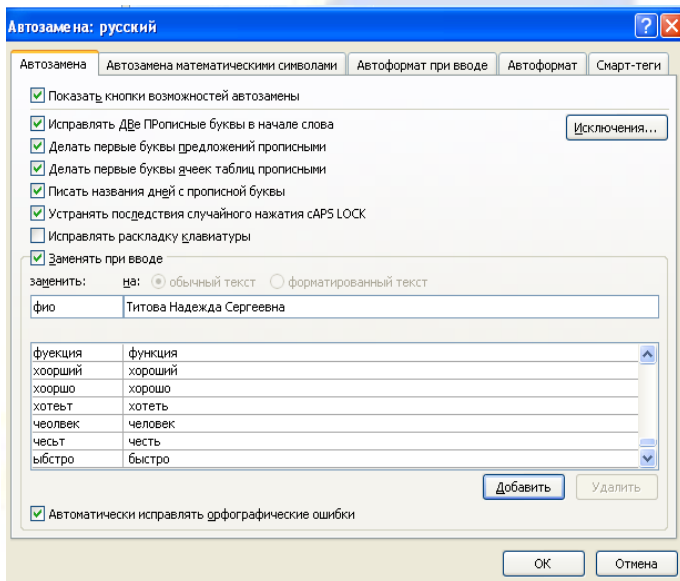 Автозамена: русский
Автозамена Автозамена математическими символами Автоформат при вводе Автоформат Смарт-теги
Показать кнопки возможностей автозамены
Исправлять ДВе ПРописные буквы в начале слова Исключения...
Делать первые буквы предложений прописными
Делать первые буквы ячеек таблиц прописными
Писать названия дней с прописной буквы
Устранять последствия случайного нажатия cAPS LOCK
Исправлять раскладку клавиатуры
Заменять при вводе
заменить: на: обычный текст форматированный текст
фио Титова Надежда Сергеевна
фуекция функция
хоорший хороший
хооршо хорошо
хотеьт хотеть
чеолвек человек
чесьт честь
ыбстро быстро
Добавить Удалить
Автоматически исправлять орфографические ошибки
ОК Отмена